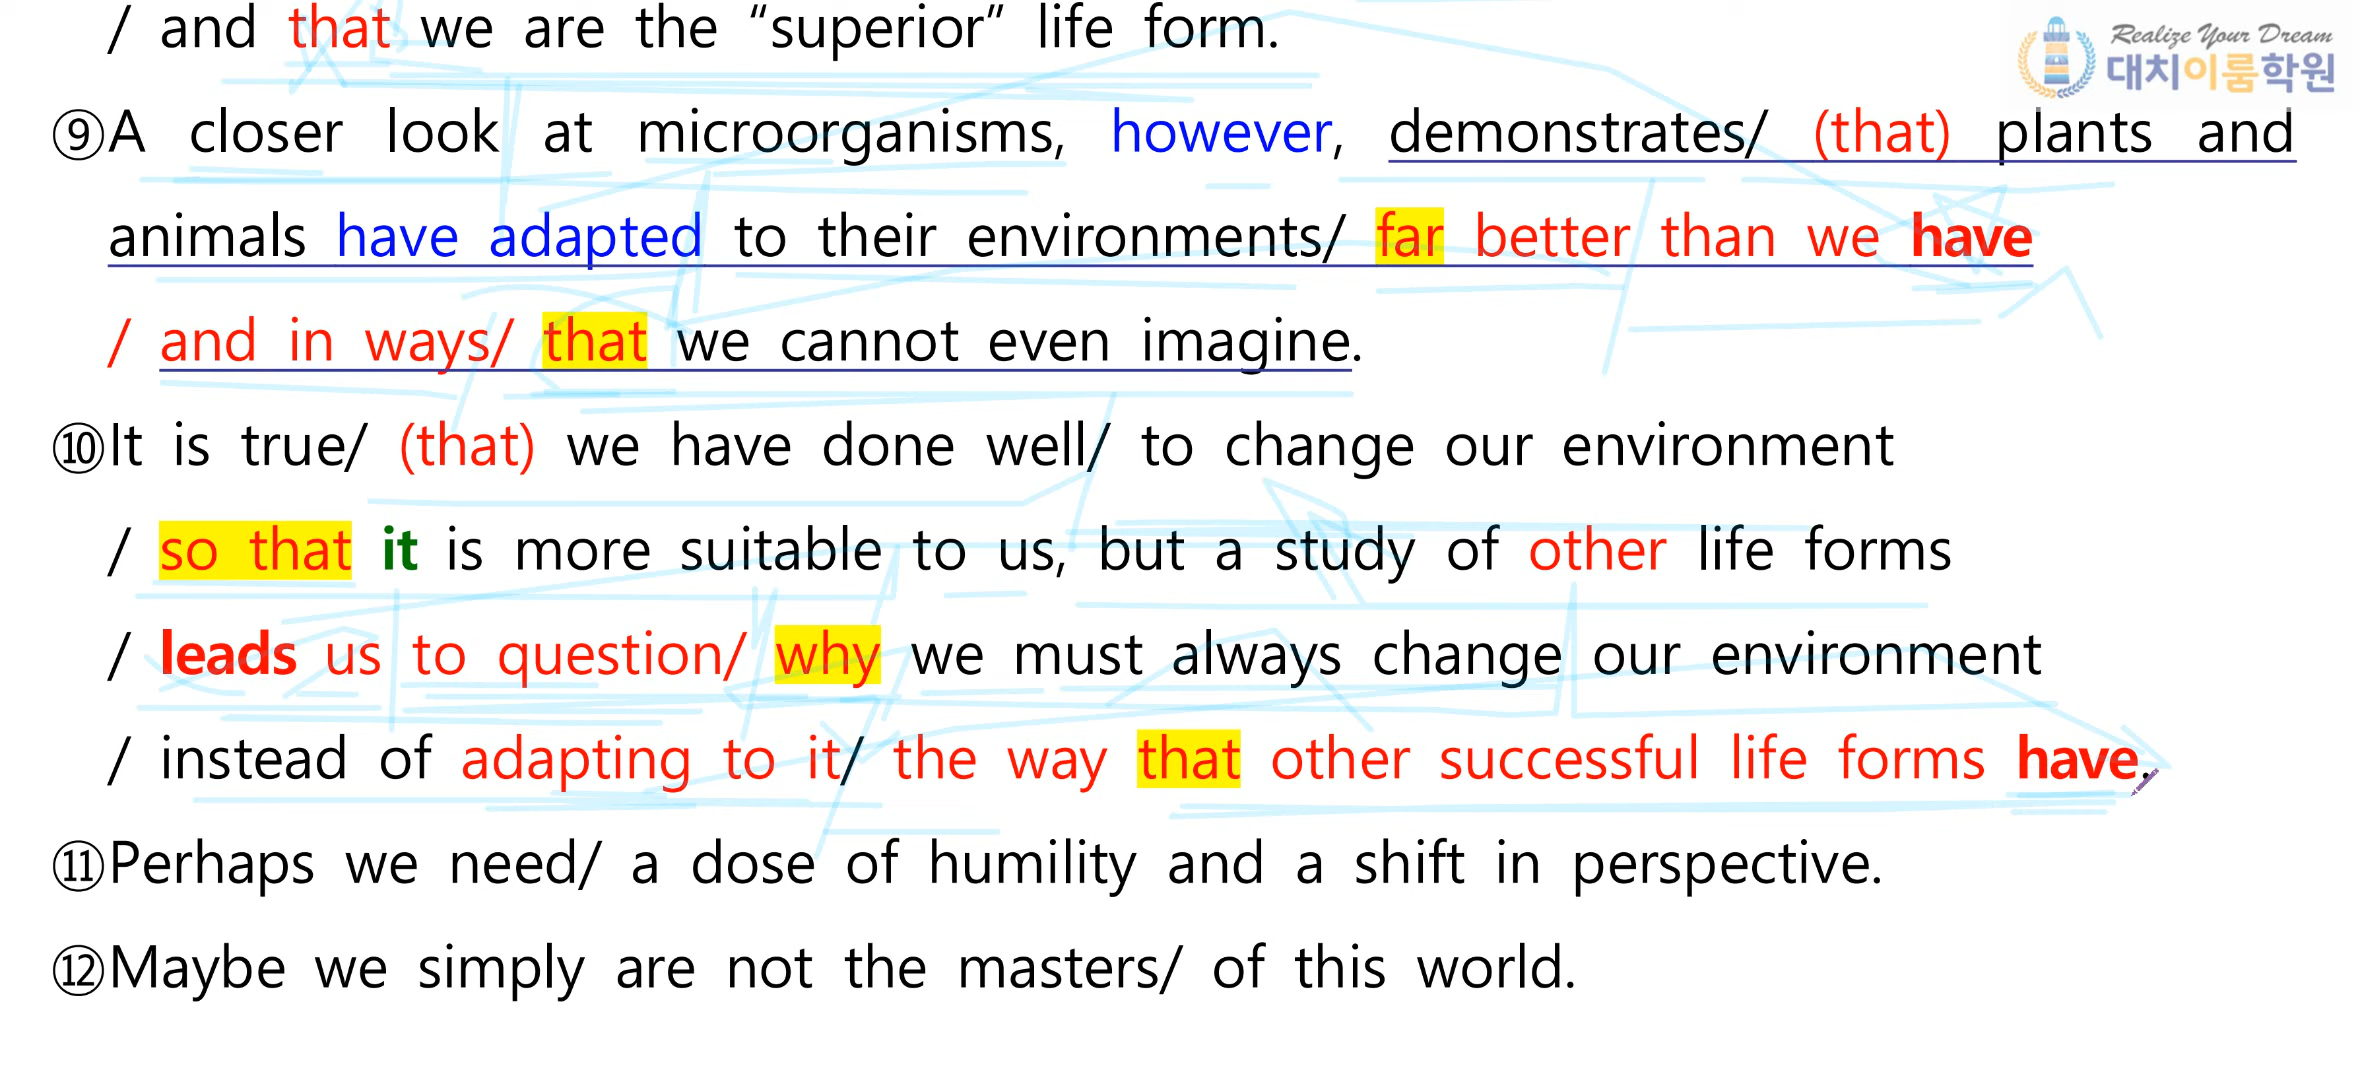 / and that we are the “superior” life form.
Realize Your Dream
대치이룸학원
⑨A closer look at microorganisms, however, demonstrates/ (that) plants and
animals have adapted to their environments/ far better than we have
/ and in ways/ that we cannot even imagine.
⑩It is true/ (that) we have done well/ to change our environment
/ so that it is more suitable to us, but a study of other life forms
/ leads us to question/ why we must always change our environment
/ instead of adapting to it/ the way that other successful life forms have.
⑪Perhaps we need/ a dose of humility and a shift in perspective.
⑫Maybe we simply are not the masters/ of this world.